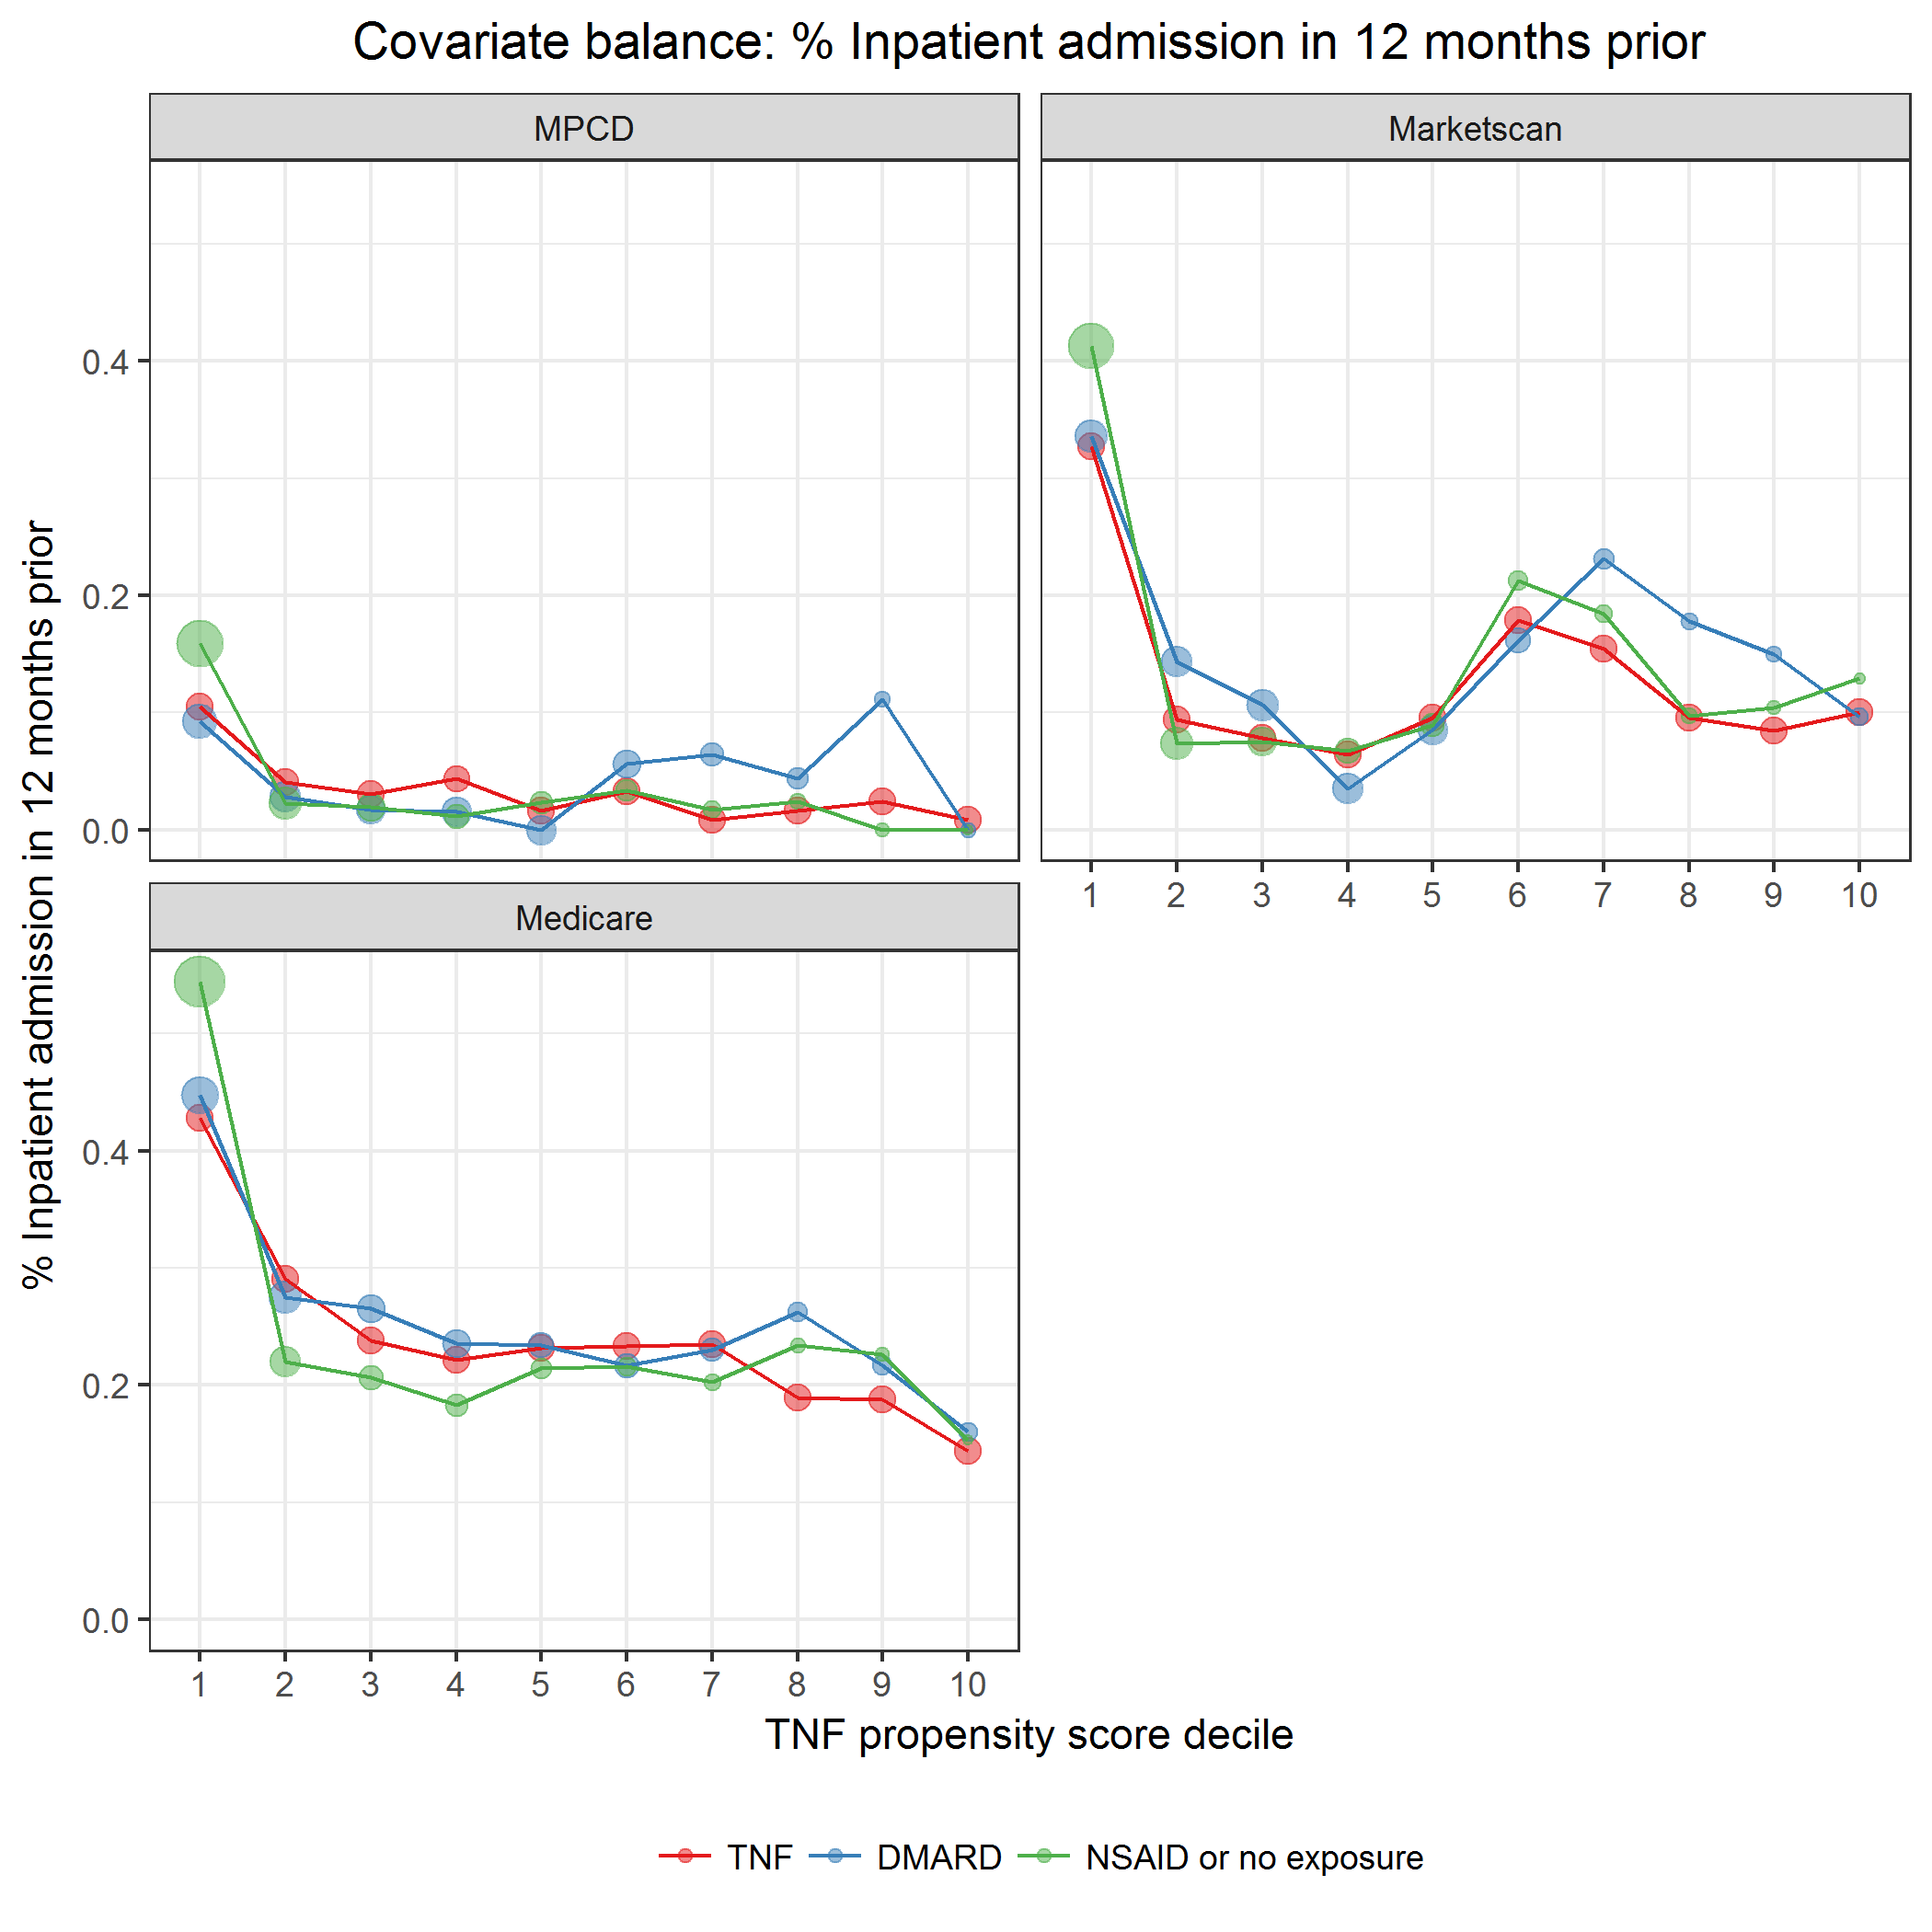 Covariate balance: % Inpatient admission in 12 months prior
MPCD
Marketscan
% Inpatient admission in 12 months prior
0.4
0.2
0.0
1 2 3 4 5 6 7 8 9 10
Medicare
0.4
0.2
0.0
1 2 3 4 5 6 7 8 9 10
TNF propensity score decile
TNF DMARD NSAID or no exposure